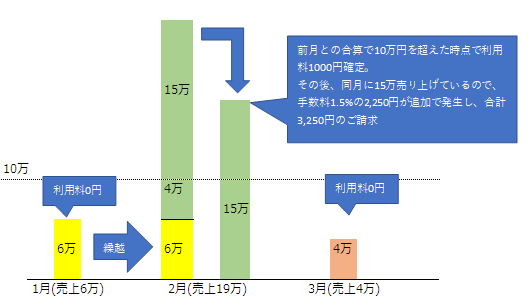 前月との合算で10万円を超えた時点で利用
料1000円確定。
その後、同月に15万売り上げているので、
手数料1.5%の2,250円が追加で発生し、合計
3,250円のご請求
15万
10万
利用料0円
4万
利用料0円
15万
6万
繰越
6万
4万
1月(売上6万)
2月(売上19万)
3月(売上4万)